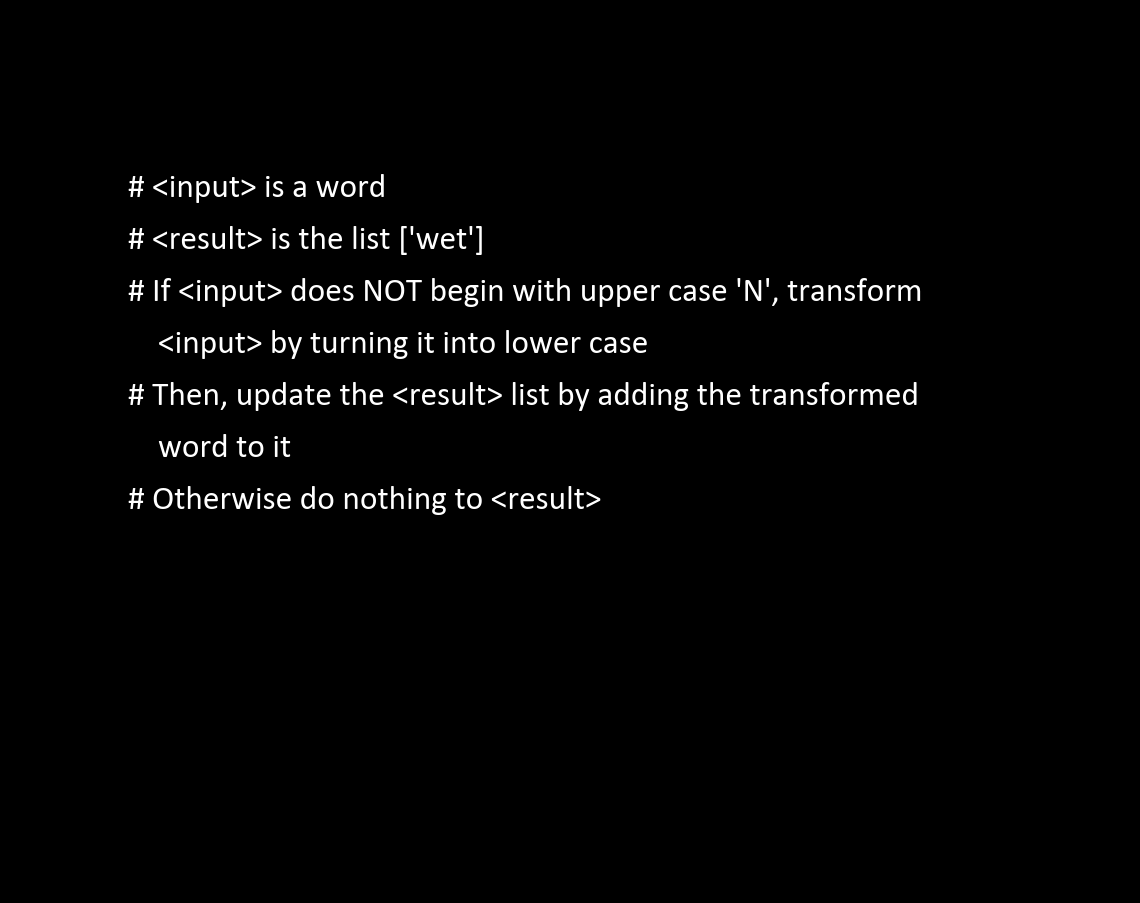 # <input> is a word
# <result> is the list ['wet']
# If <input> does NOT begin with upper case 'N', transform
<input> by turning it into lower case
# Then, update the <result> list by adding the transformed
word to it
# Otherwise do nothing to <result>